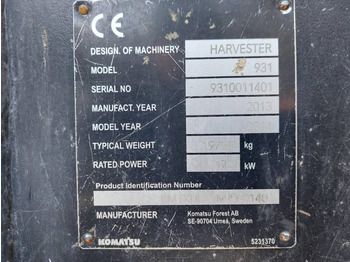 CE
DESIGN. OF MACHINERY HARVESTER
MODEL 931
SERIAL NO 9310011401
MANUFACT. YEAR 2013
MODEL YEAR
TYPICAL WEIGHT kg
RATED POWER kW
Product Identification Number
MANUFACTURER Komatsu Forest AB
SE-90704 Umeå, Sweden
KOMATSU 5231370